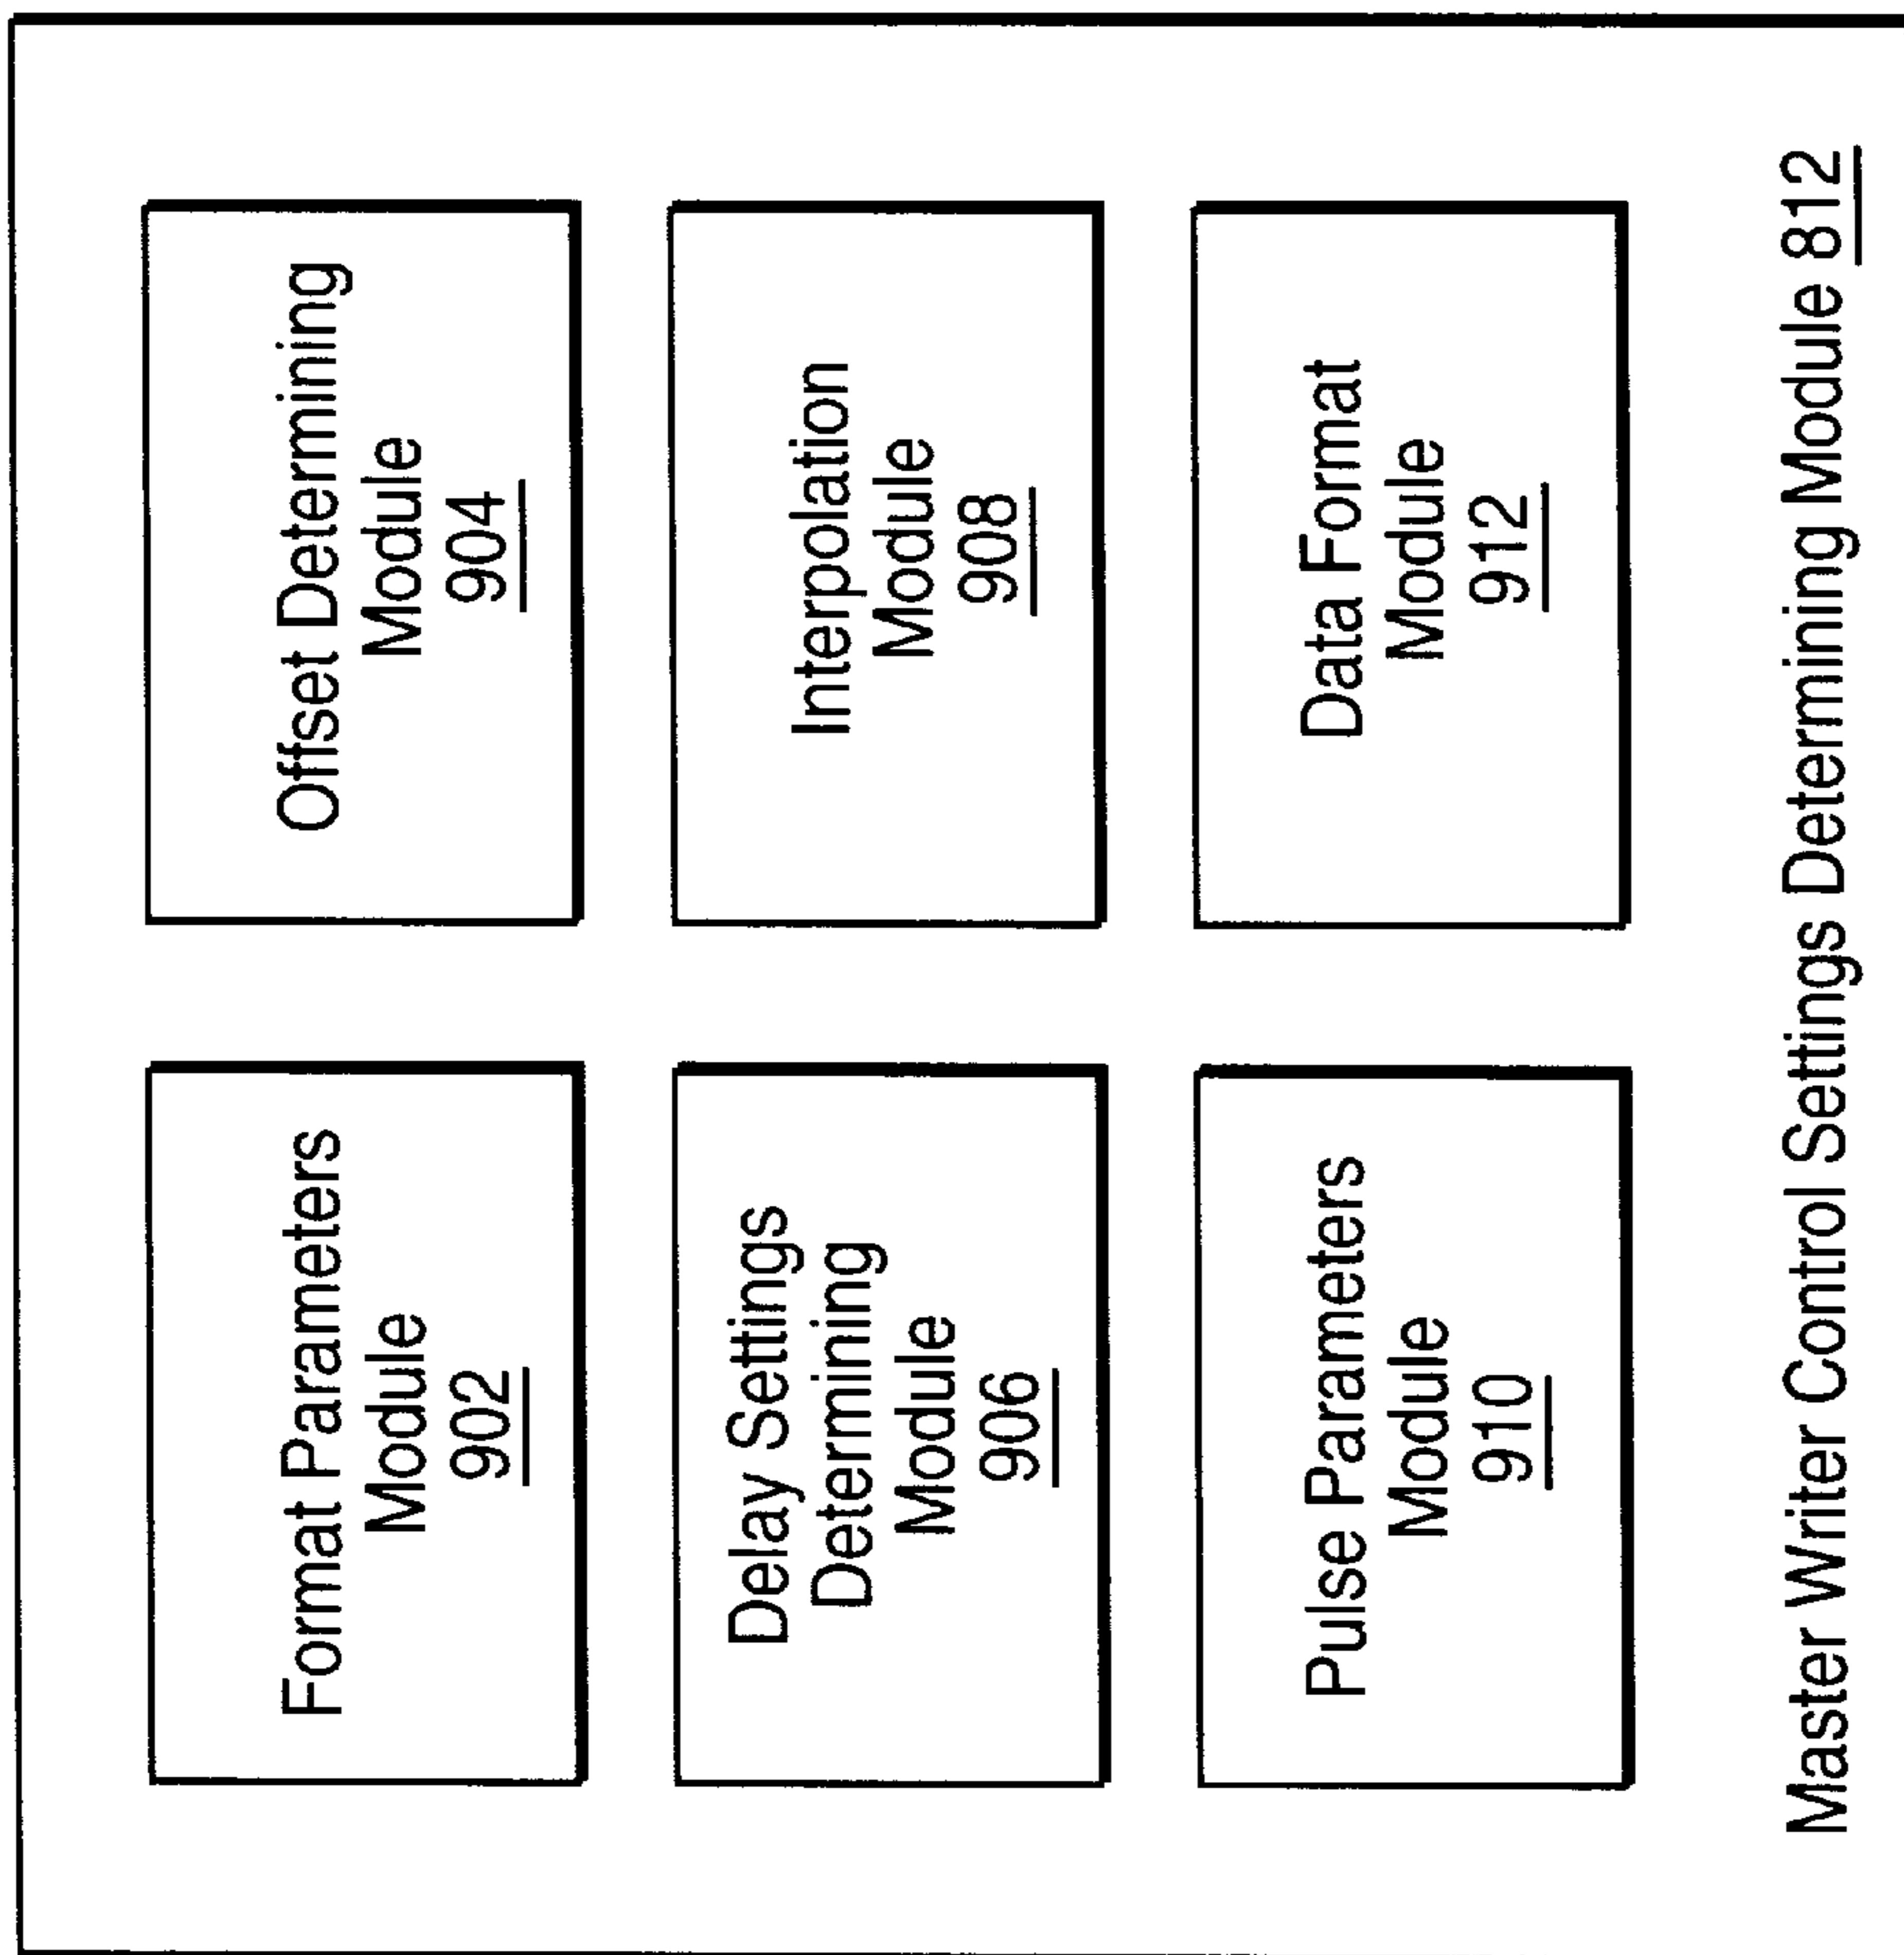 Format Parameters
Module
902
Offset Determining
Module
904
Delay Settings
Determining
Module
906
Interpolation
Module
908
Pulse Parameters
Module
910
Data Format
Module
912
Master Writer Control Settings Determining Module 812